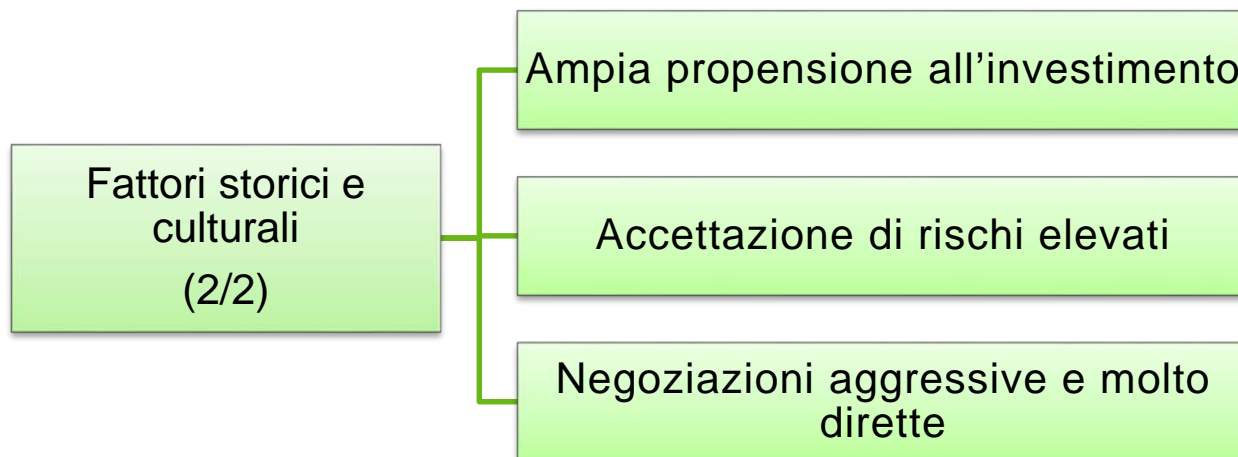 Fattori storici e
culturali
(2/2)
Ampia propensione all’investimento
Accettazione di rischi elevati
Negoziazioni aggressive e molto
dirette